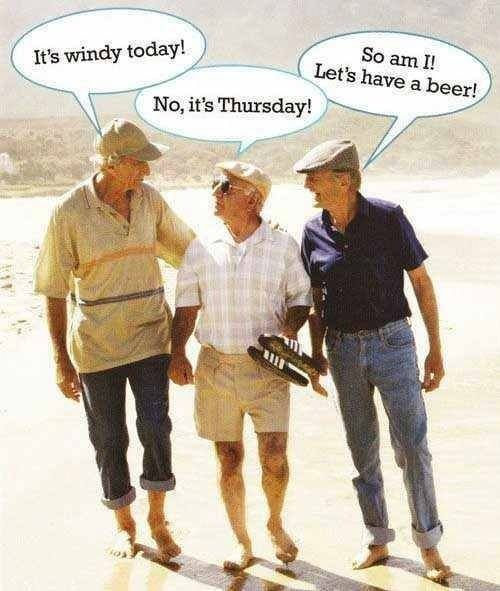 It's windy today!
No, it's Thursday!
So am I!
Let's have a beer!